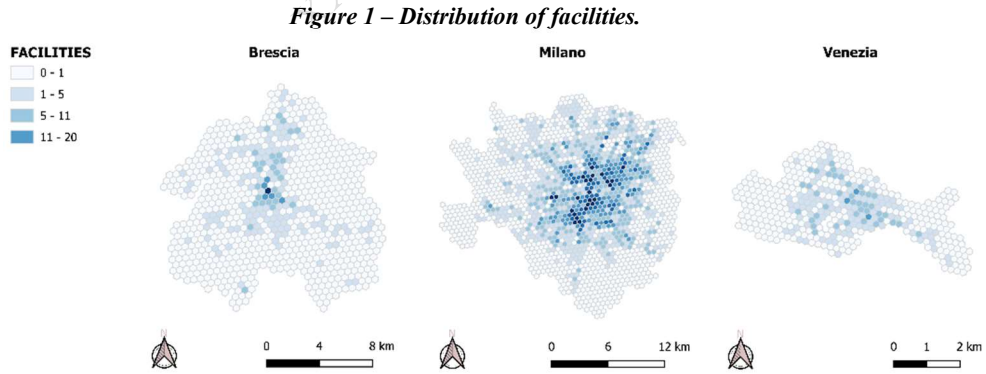 Figure 1 – Distribution of facilities.
FACILITIES
0 - 1
1 - 5
5 - 11
11 - 20
Brescia
Milano
Venezia
N
0 4 8 km
N
0 6 12 km
N
0 1 2 km